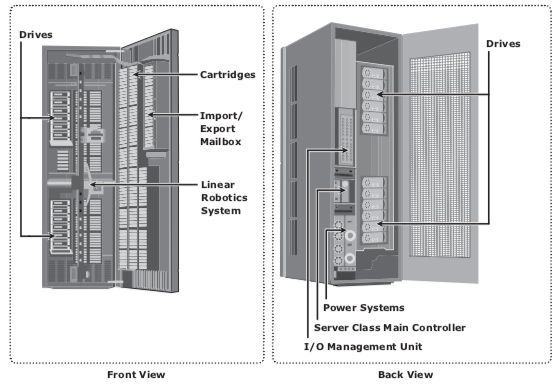 Drives
Cartridges
Import/
Export
Mailbox
Linear
Robotics
System
Front View
Drives
Power Systems
Server Class Main Controller
I/O Management Unit
Back View